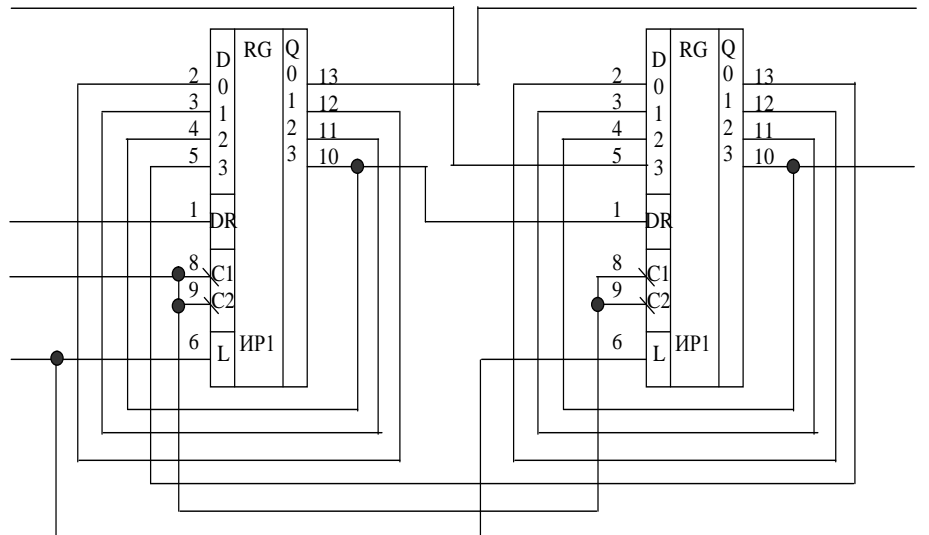 RG Q RG Q
D D
2 0 0 13 2 0 0 13
3 1 1 12 3 1 1 12
4 2 2 11 4 2 2 11
5 3 3 10 5 3 3 10
1 DR 1 DR
8 C1 8 C1
9 C2 9 C2
6 L ИР1 6 L ИР1